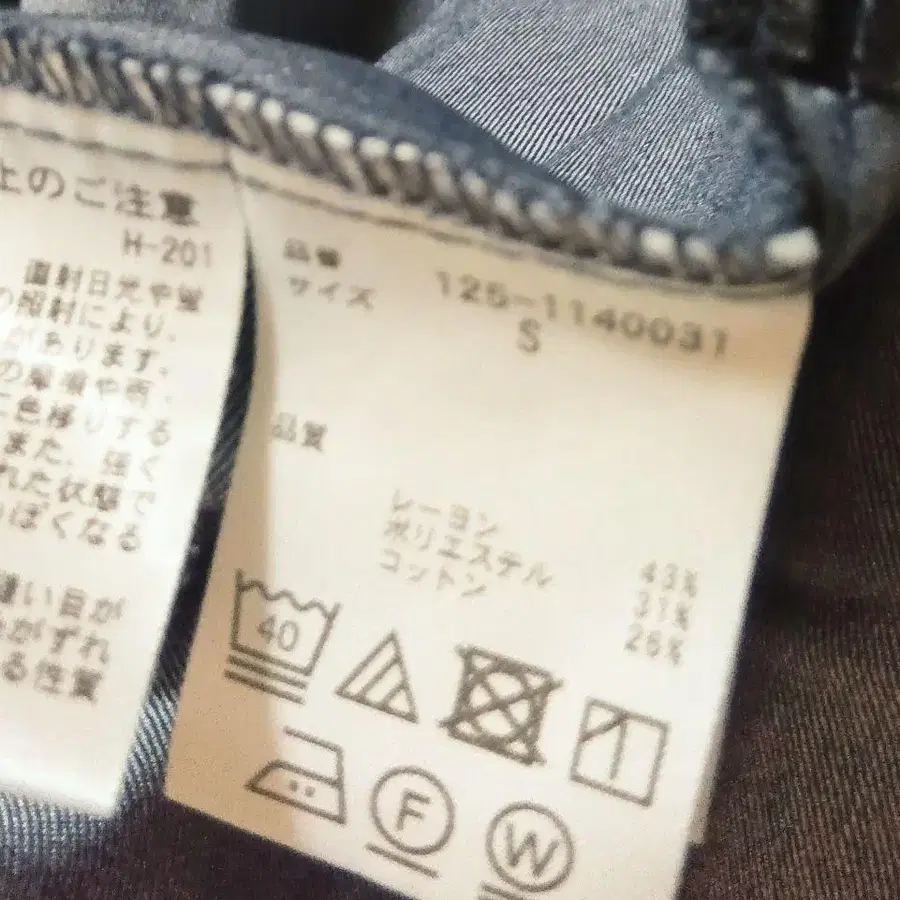 上のご注意
H-201
直射日光や蛍
の照射により、
があります。
の摩擦や雨、
に色移りする
また、強く
れた状態で
っぽくなる
縫い目が
がずれ
る性質
品番 125-1140031
サイズ S
品質
レーヨン 43%
ポリエステル 31%
コットン 26%
40
F
W